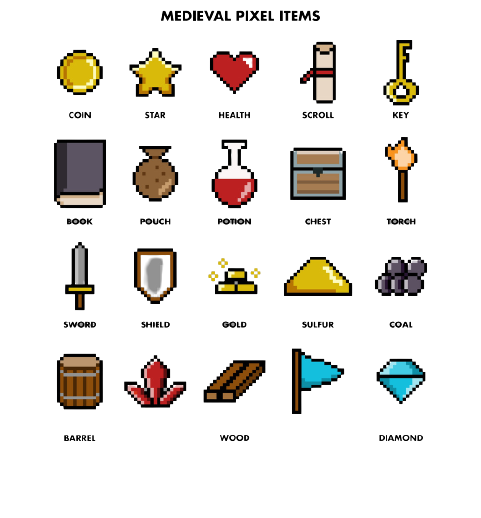 MEDIEVAL PIXEL ITEMS
COIN STAR HEALTH SCROLL KEY
BOOK POUCH POTION CHEST TORCH
SWORD SHIELD GOLD SULFUR COAL
BARREL WOOD DIAMOND